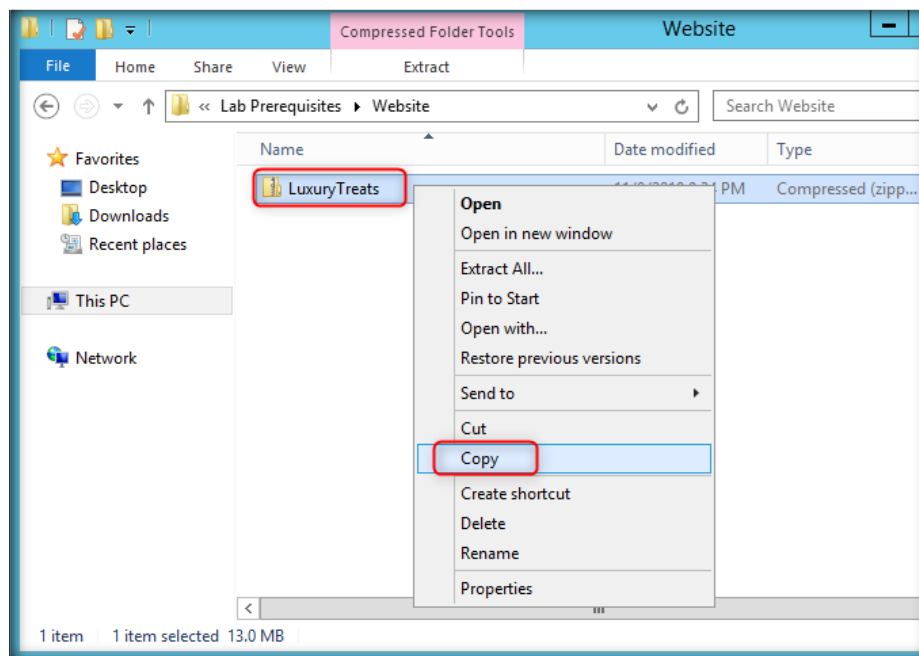 Compressed Folder Tools
Website
File
Home
Share
View
Extract
« Lab Prerequisites Website
Search Website
Name
Date modified
Type
Favorites
Desktop
Downloads
Recent places
This PC
Network
LuxuryTreats
PM
Compressed (zipp...
Open
Open in new window
Extract All...
Pin to Start
Open with...
Restore previous versions
Send to
Cut
Copy
Create shortcut
Delete
Rename
Properties
1 item
1 item selected 13.0 MB